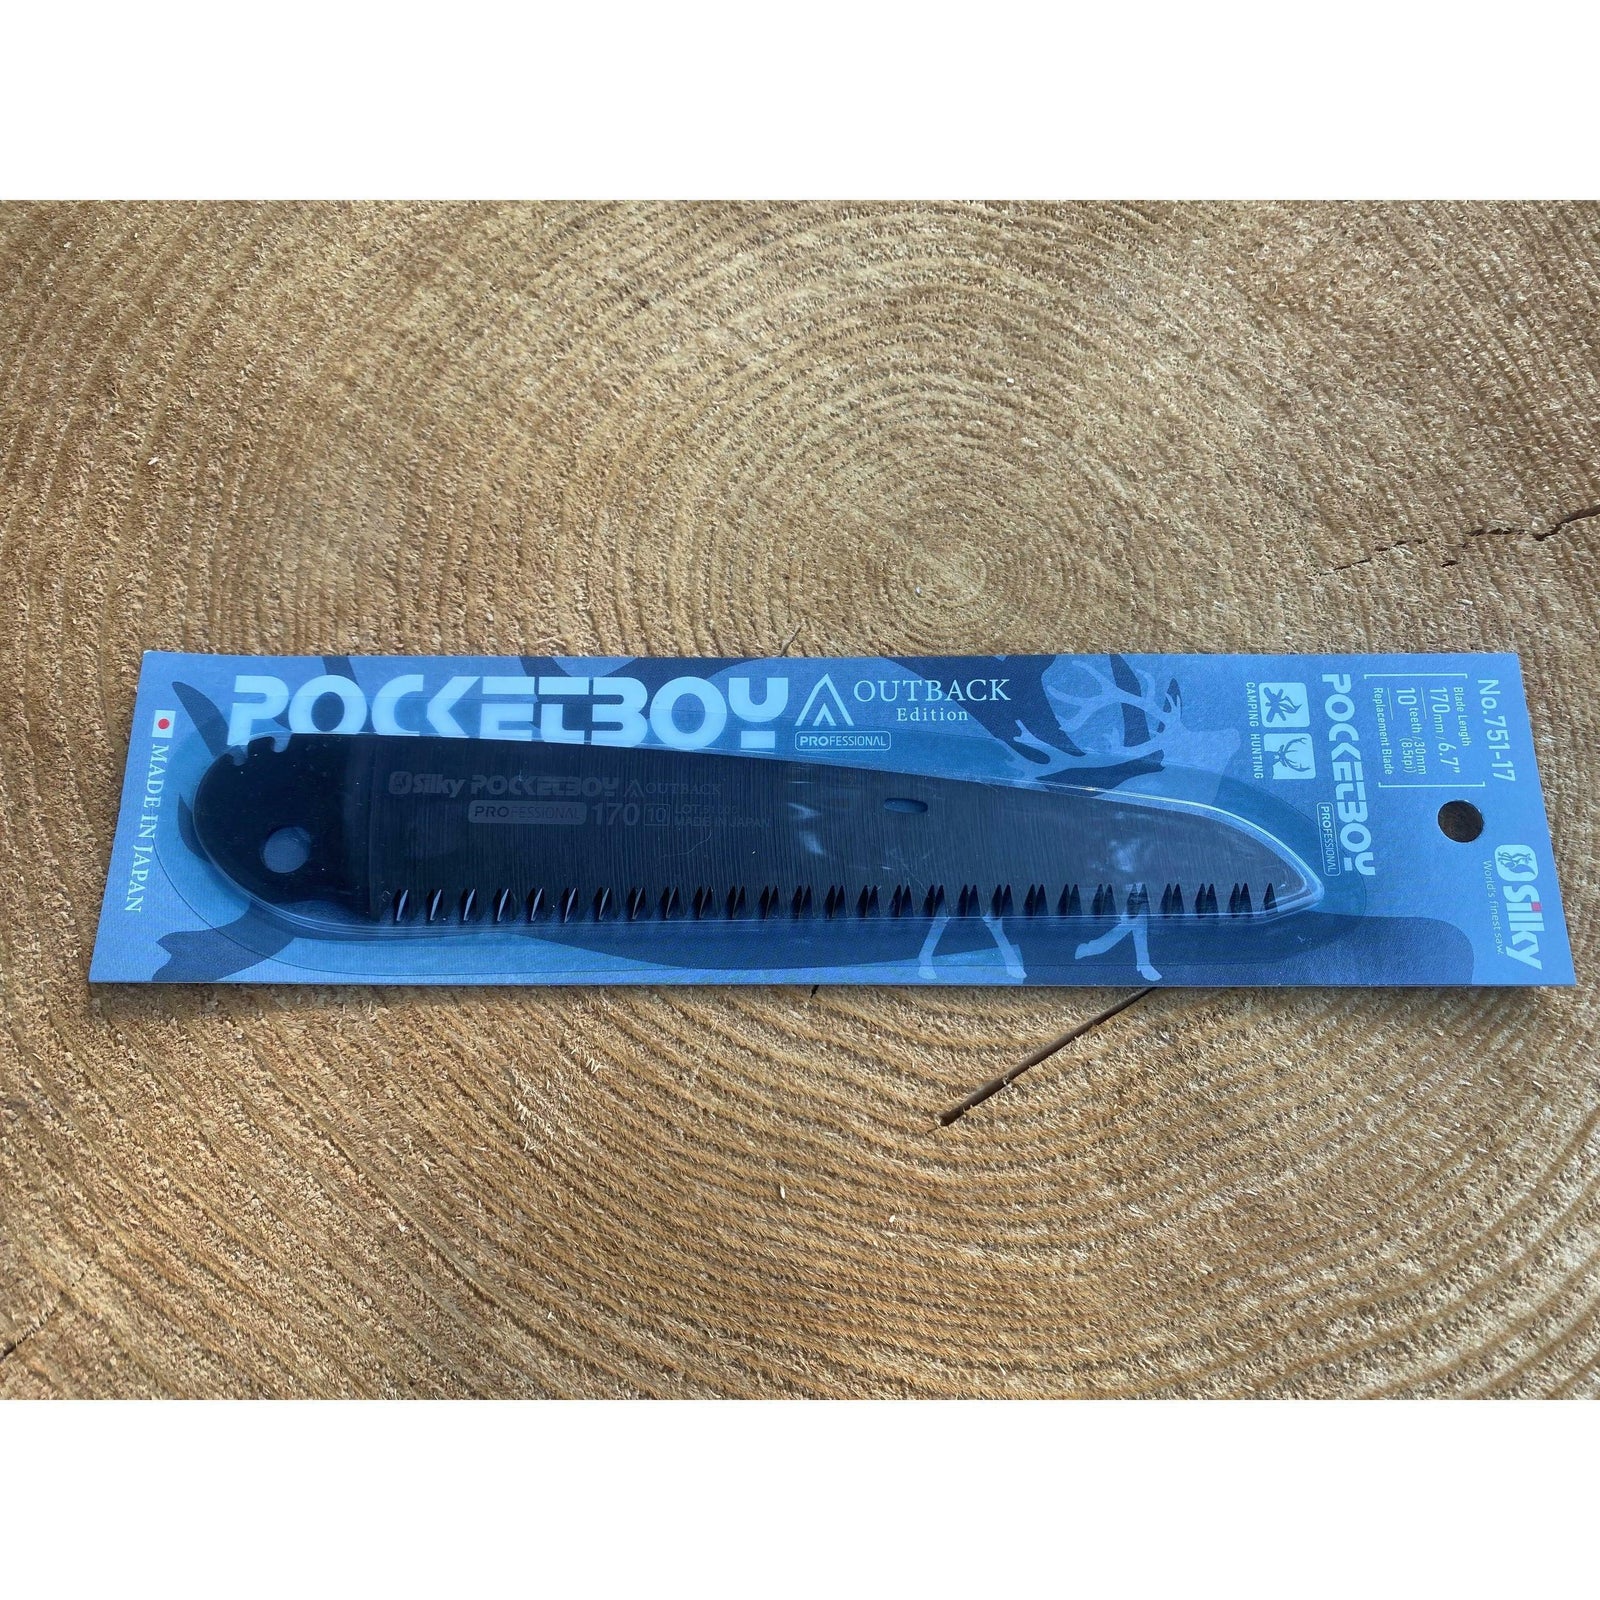 POCKETBOY
OUTBACK
Edition
PROFESSIONAL
MADE IN JAPAN
Silky POCKETBOY OUTBACK
PROFESSIONAL 170 10
MADE IN JAPAN
CAMPING HUNTING
POCKETBOY
PROFESSIONAL
No.751-17
Blade Length
170mm / 6.7"
10 teeth / 30mm
(8.5tpi)
Replacement Blade
Silky
World's finest saw.